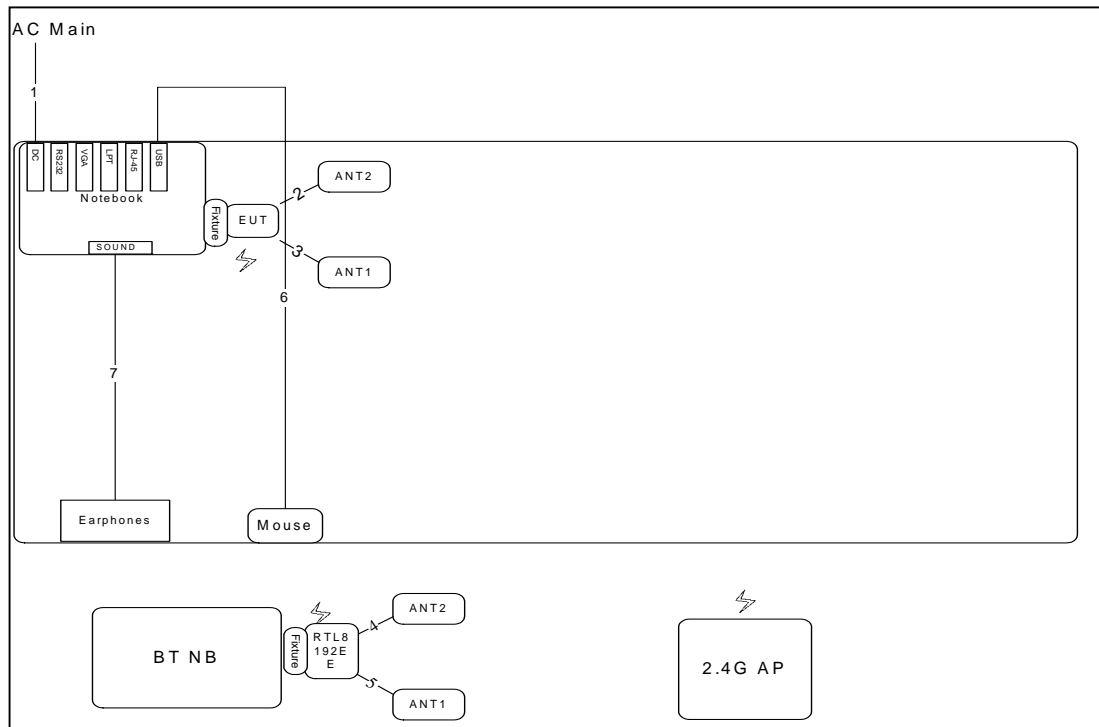 AC Main
1
DC
RS232
VGA
LPT
RJ-45
USB
Notebook
SOUND
Fixture
EUT
2
ANT2
3
ANT1
6
7
Earphones
Mouse
BT NB
Fixture
RTL8
192E
E
4
ANT2
5
ANT1
2.4G AP